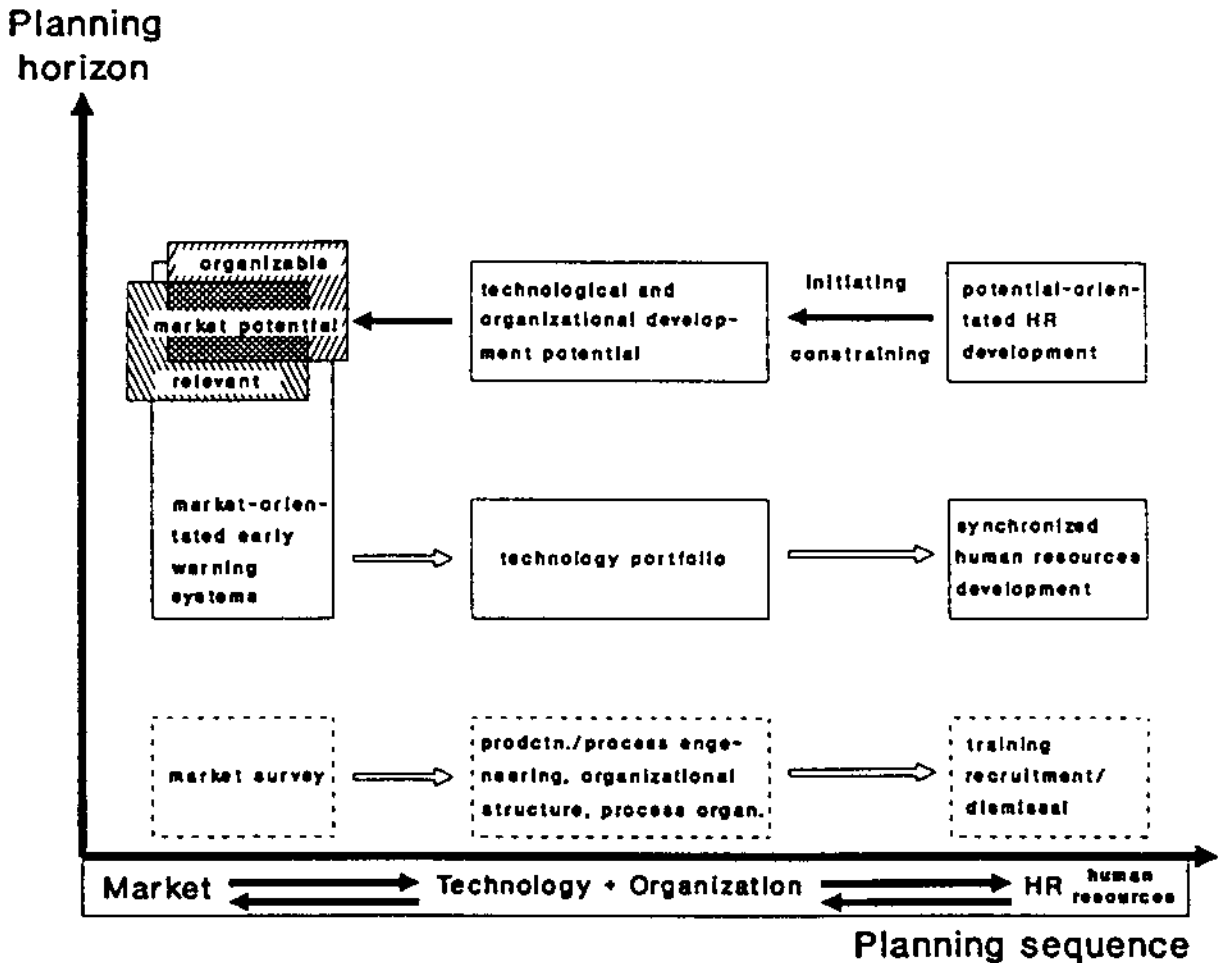 Planning
horizon
organizable
market potential
relevant
technological and
organizational develop-
ment potential
initiating
constraining
potential-orien-
tated HR
development
market-orien-
tated early
warning
systems
technology portfolio
synchronized
human resources
development
market survey
prodctn./process enge-
neering, organizational
structure, process organ.
training
recruitment/
dismissal
Market
Technology + Organization
HR human
resources
Planning sequence